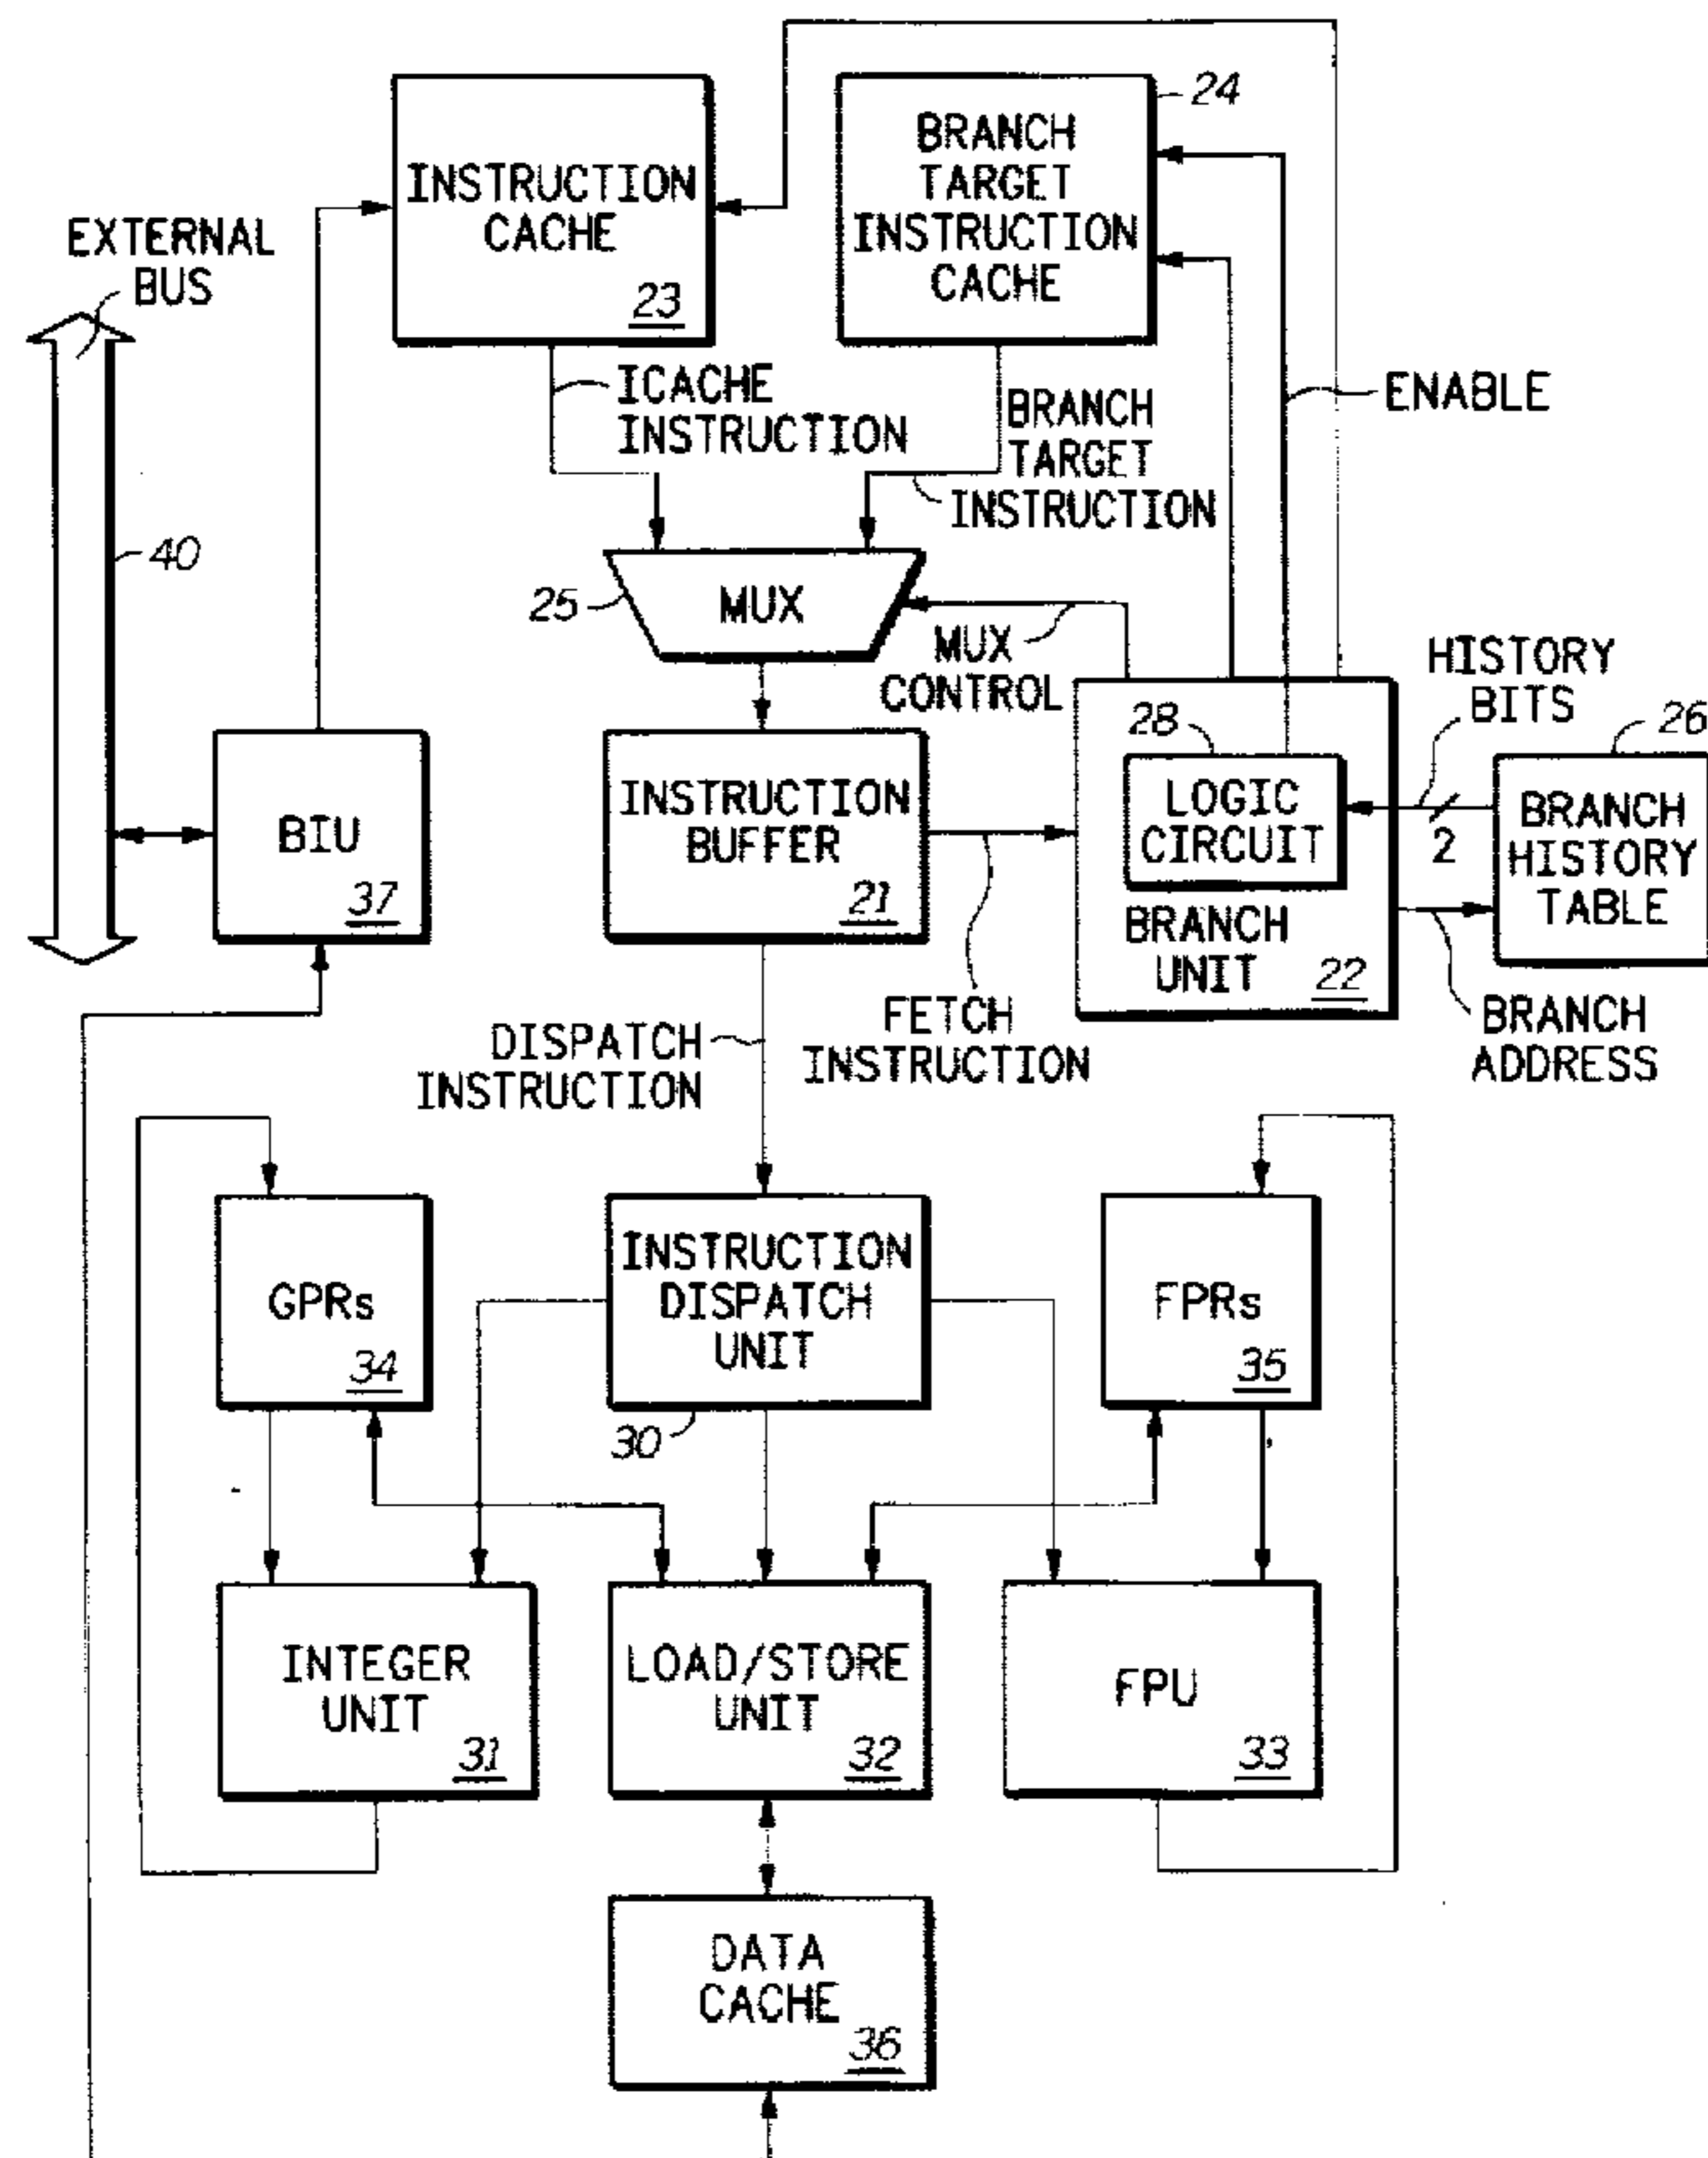 INSTRUCTION
CACHE
23
BRANCH
TARGET
INSTRUCTION
CACHE
24
EXTERNAL
BUS
40
ICACHE
INSTRUCTION
BRANCH
TARGET
INSTRUCTION
ENABLE
25
MUX
MUX
CONTROL
HISTORY
BITS
26
28
LOGIC
CIRCUIT
BRANCH
UNIT
22
2
BRANCH
HISTORY
TABLE
BIU
37
INSTRUCTION
BUFFER
21
DISPATCH
INSTRUCTION
FETCH
INSTRUCTION
BRANCH
ADDRESS
GPRs
34
INSTRUCTION
DISPATCH
UNIT
30
FPRs
35
INTEGER
UNIT
31
LOAD/STORE
UNIT
32
FPU
33
DATA
CACHE
36